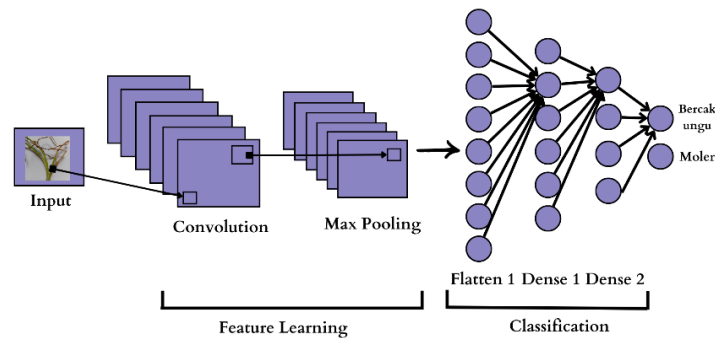 Input
Convolution
Max Pooling
Bercak
ungu
Moler
Flatten 1 Dense 1 Dense 2
Feature Learning
Classification